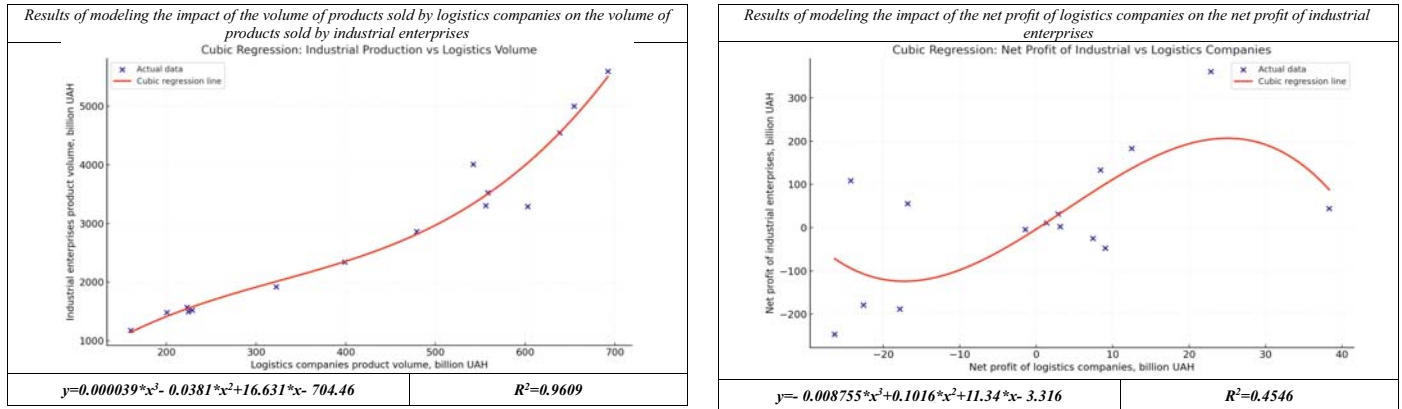 Results of modeling the impact of the volume of products sold by logistics companies on the volume of
products sold by industrial enterprises
Cubic Regression: Industrial Production vs Logistics Volume
Actual data
Cubic regression line
Industrial enterprises product volume, billion UAH
5000
4000
3000
2000
1000
200 300 400 500 600 700
Logistics companies product volume, billion UAH
y=0.000039*x³- 0.0381*x²+16.631*x- 704.46
R²=0.9609
Results of modeling the impact of the net profit of logistics companies on the net profit of industrial
enterprises
Cubic Regression: Net Profit of Industrial vs Logistics Companies
Actual data
Cubic regression line
Net profit of industrial enterprises, billion UAH
300
200
100
0
−100
−200
−20 −10 0 10 20 30 40
Net profit of logistics companies, billion UAH
y=- 0.008755*x³+0.1016*x²+11.34*x- 3.316
R²=0.4546